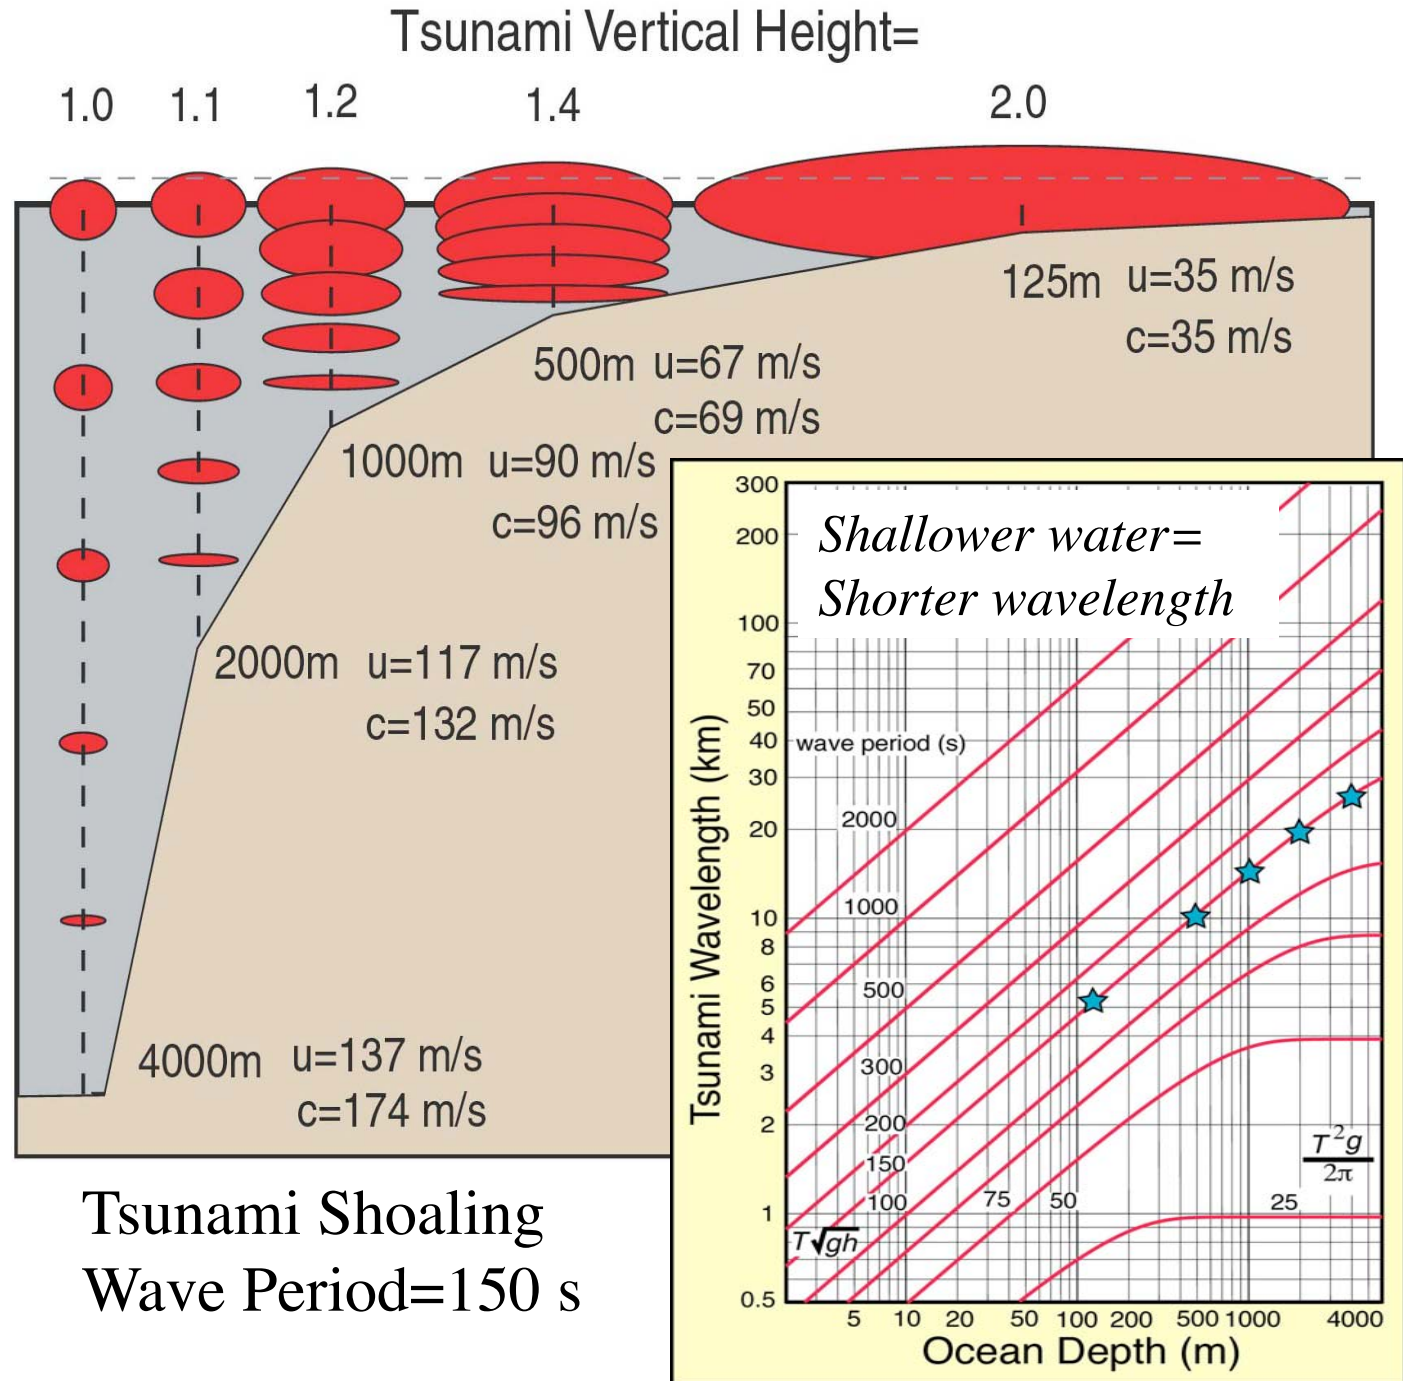 Tsunami Vertical Height=
1.0 1.1 1.2 1.4 2.0
125m u=35 m/s
c=35 m/s
500m u=67 m/s
c=69 m/s
1000m u=90 m/s
c=96 m/s
2000m u=117 m/s
c=132 m/s
4000m u=137 m/s
c=174 m/s
Tsunami Shoaling
Wave Period=150 s
Shallower water=
Shorter wavelength
Tsunami Wavelength (km)
300
200
100
70
50
40
30
20
10
8
6
5
4
3
2
1
0.5
wave period (s)
2000
1000
500
300
200
150
100 75 50 25
T²g
2π
T√gh
5 10 20 50 100 200 500 1000 4000
Ocean Depth (m)